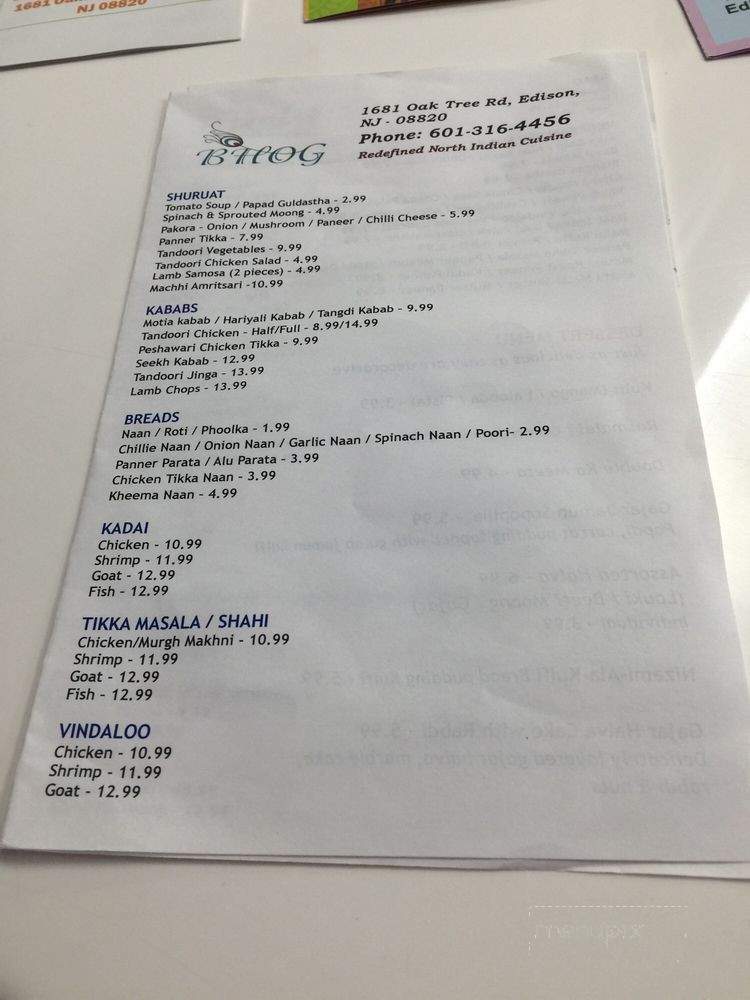 1681 Oak
NJ 08820
Ed
BHOG
1681 Oak Tree Rd, Edison,
NJ - 08820
Phone: 601-316-4456
Redefined North Indian Cuisine
SHURUAT
Tomato Soup / Papad Guldastha - 2.99
Spinach & Sprouted Moong - 4.99
Pakora - Onion / Mushroom / Paneer / Chilli Cheese - 5.99
Panner Tikka - 7.99
Tandoori Vegetables - 9.99
Tandoori Chicken Salad - 4.99
Lamb Samosa (2 pieces) - 4.99
Machhi Amritsari -10.99
KABABS
Motia kabab / Hariyali Kabab / Tangdi Kabab - 9.99
Tandoori Chicken - Half/Full - 8.99/14.99
Peshawari Chicken Tikka - 9.99
Seekh Kabab - 12.99
Tandoori Jinga - 13.99
Lamb Chops - 13.99
BREADS
Naan / Roti / Phoolka - 1.99
Chillie Naan / Onion Naan / Garlic Naan / Spinach Naan / Poori- 2.99
Panner Parata / Alu Parata - 3.99
Chicken Tikka Naan - 3.99
Kheema Naan - 4.99
KADAI
Chicken - 10.99
Shrimp - 11.99
Goat - 12.99
Fish - 12.99
TIKKA MASALA / SHAHI
Chicken/Murgh Makhni - 10.99
Shrimp - 11.99
Goat - 12.99
Fish - 12.99
VINDALOO
Chicken - 10.99
Shrimp - 11.99
Goat - 12.99